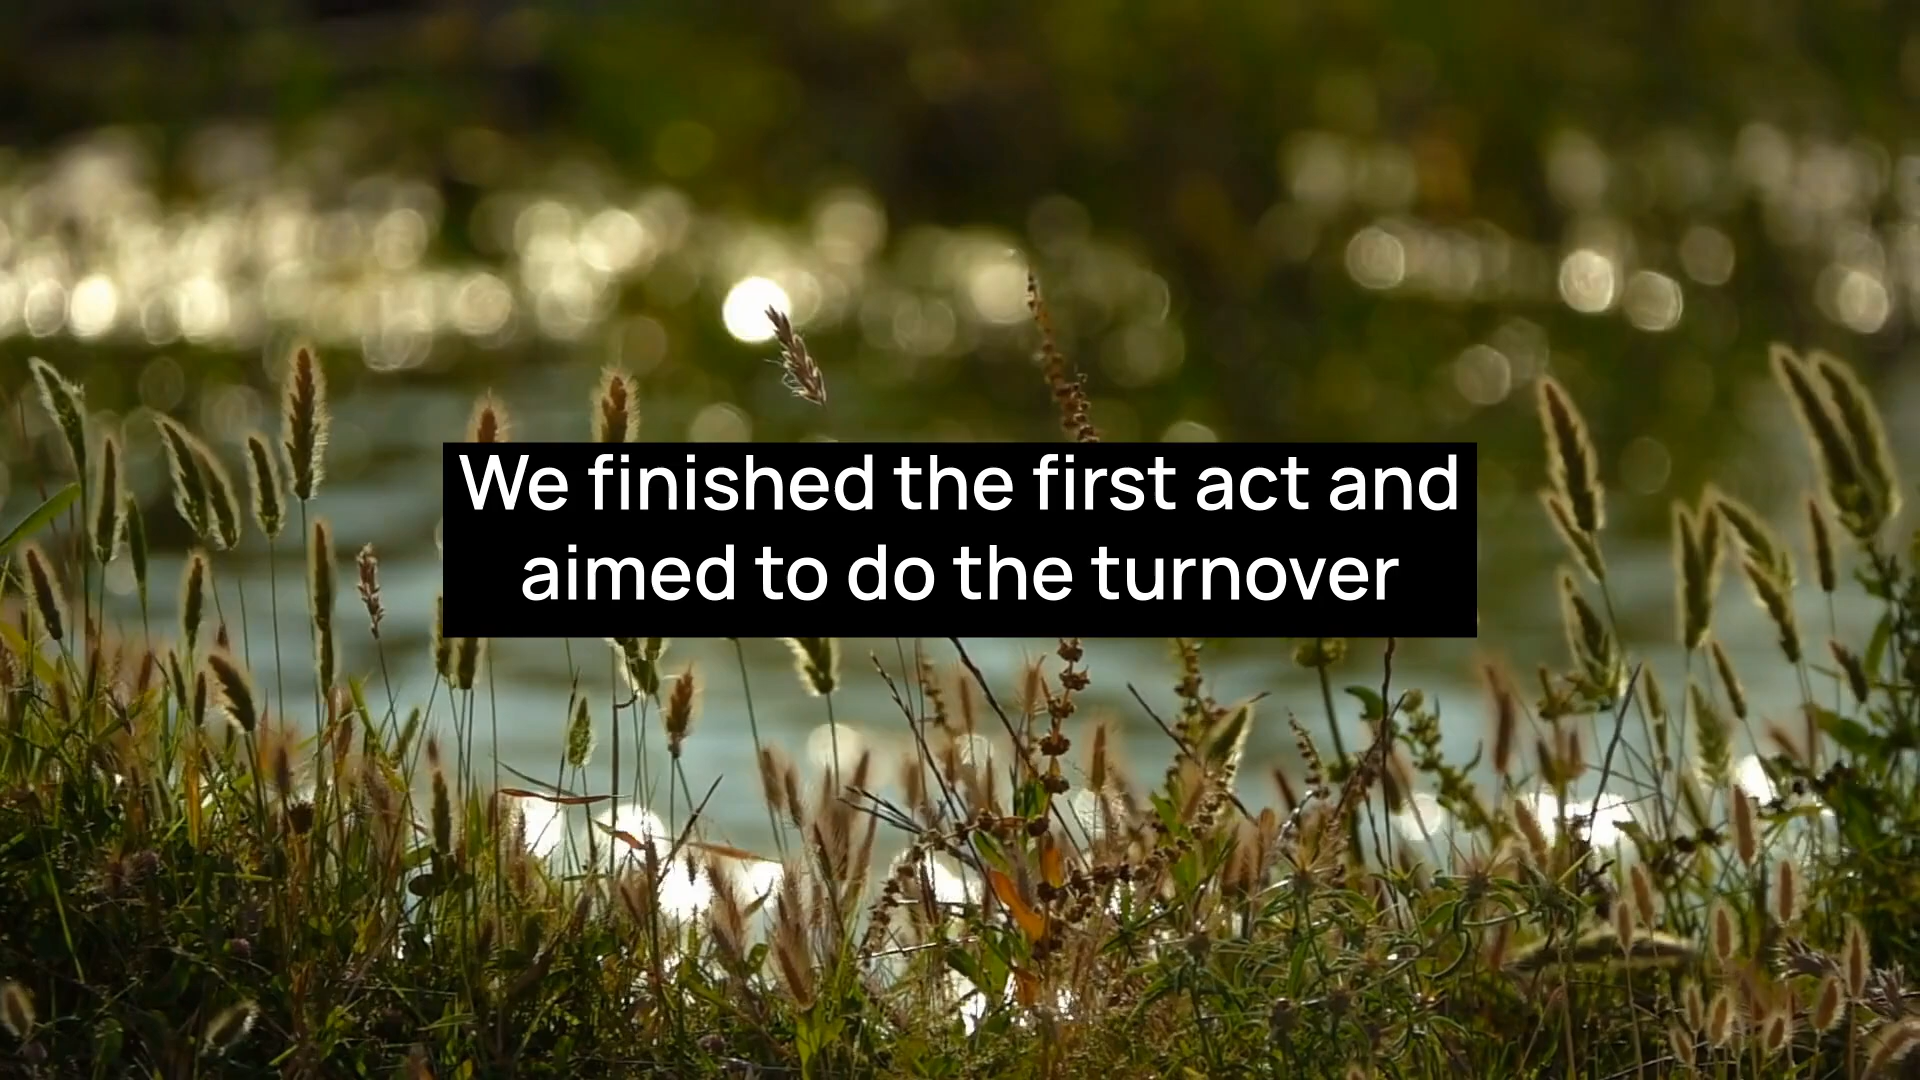 We finished the first act and
aimed to do the turnover